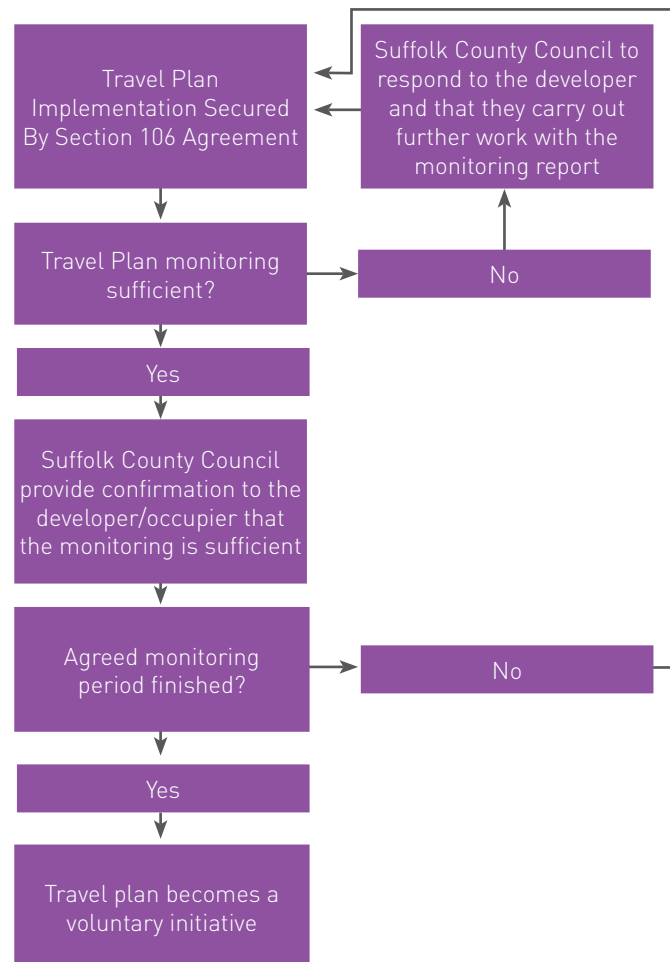 Travel Plan
Implementation Secured
By Section 106 Agreement
Suffolk County Council to
respond to the developer
and that they carry out
further work with the
monitoring report
Travel Plan monitoring
sufficient?
No
Yes
Suffolk County Council
provide confirmation to the
developer/occupier that
the monitoring is sufficient
Agreed monitoring
period finished?
No
Yes
Travel plan becomes a
voluntary initiative